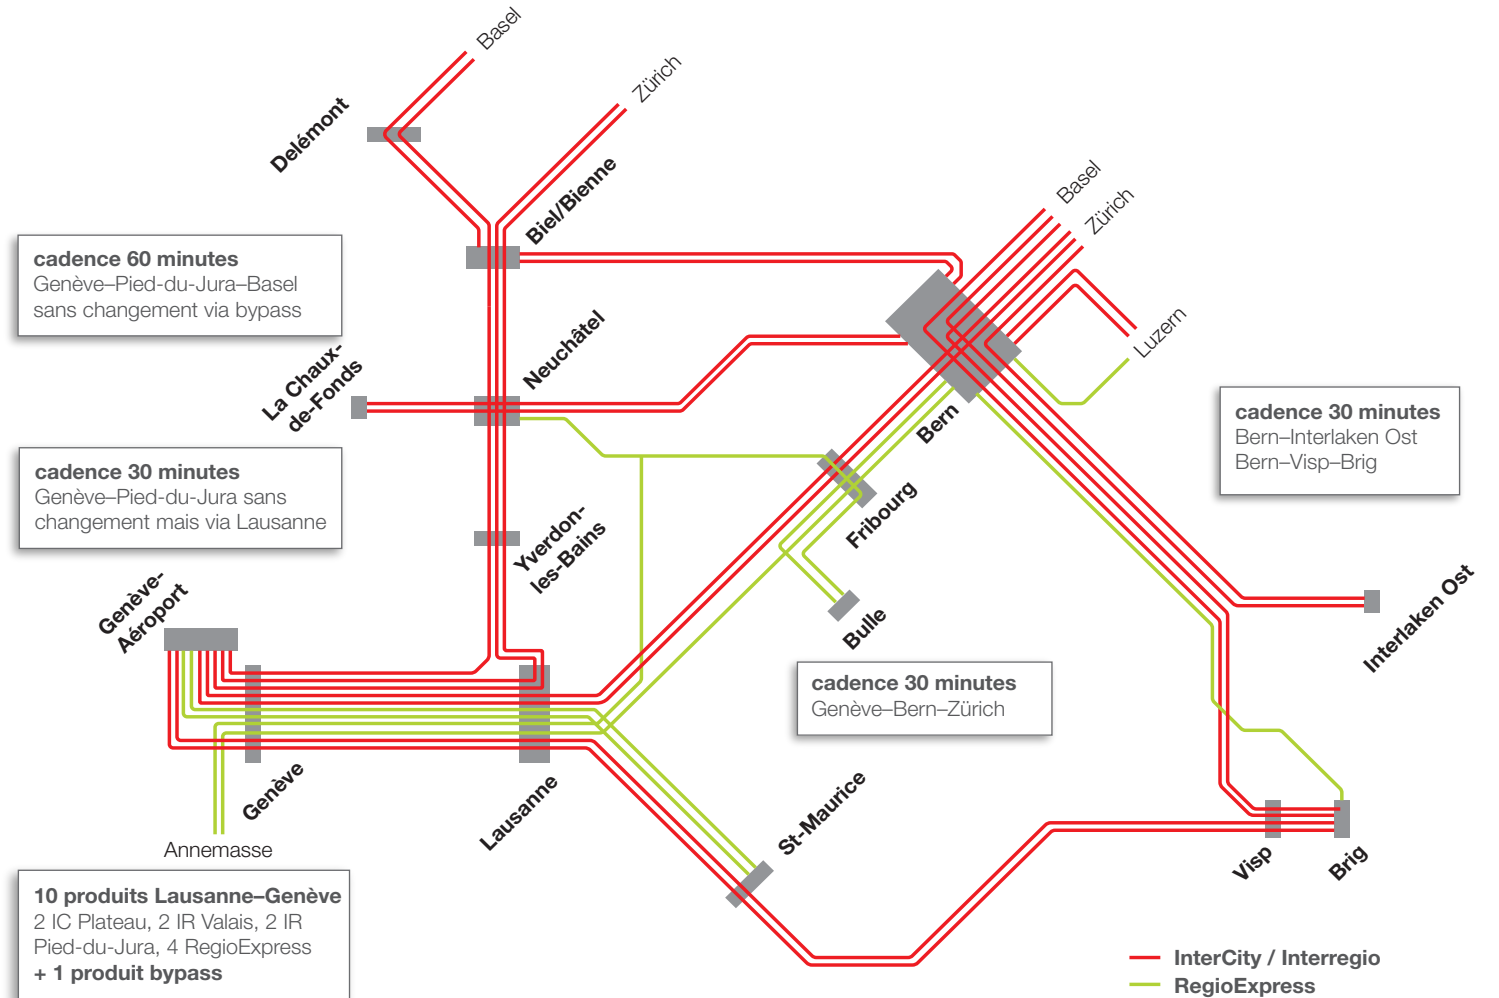 Basel
Zürich
Delémont
Biel/Bienne
Basel
Zürich
Luzern
cadence 60 minutes
Genève–Pied-du-Jura–Basel
sans changement via bypass
La Chaux-
de-Fonds
Neuchâtel
Bern
cadence 30 minutes
Bern–Interlaken Ost
Bern–Visp–Brig
cadence 30 minutes
Genève–Pied-du-Jura sans
changement mais via Lausanne
Yverdon-
les-Bains
Fribourg
Bulle
Interlaken Ost
Genève-
Aéroport
cadence 30 minutes
Genève–Bern–Zürich
Genève
Lausanne
St-Maurice
Visp
Brig
Annemasse
10 produits Lausanne–Genève
2 IC Plateau, 2 IR Valais, 2 IR
Pied-du-Jura, 4 RegioExpress
+ 1 produit bypass
InterCity / Interregio
RegioExpress